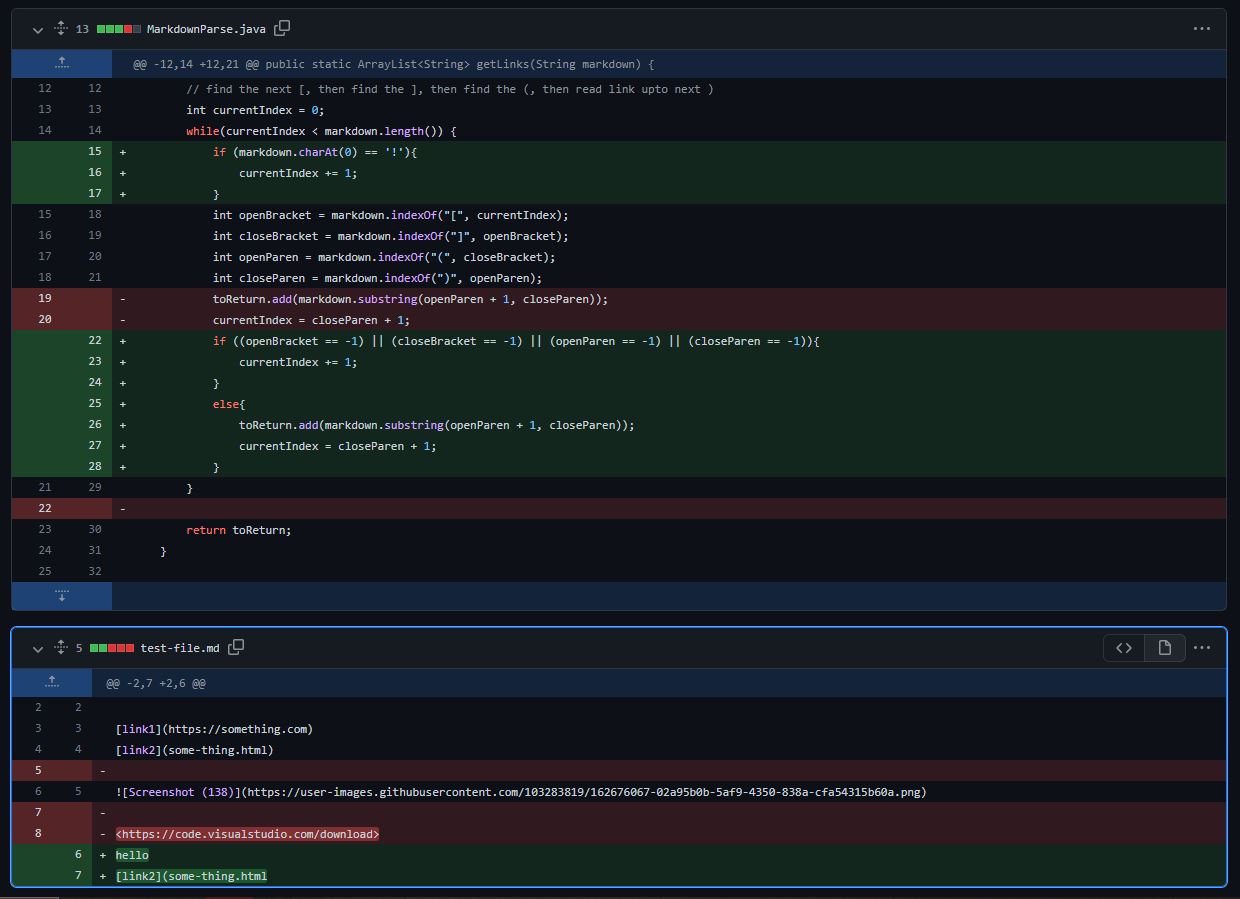 13 MarkdownParse.java
@@ -12,14 +12,21 @@ public static ArrayList<String> getLinks(String markdown) {
12 12 // find the next [, then find the ], then find the (, then read link upto next )
13 13 int currentIndex = 0;
14 14 while(currentIndex < markdown.length()) {
15 + if (markdown.charAt(0) == '!'){
16 + currentIndex += 1;
17 + }
15 18 int openBracket = markdown.indexOf("[", currentIndex);
16 19 int closeBracket = markdown.indexOf("]", openBracket);
17 20 int openParen = markdown.indexOf("(", closeBracket);
18 21 int closeParen = markdown.indexOf(")", openParen);
19 - toReturn.add(markdown.substring(openParen + 1, closeParen));
20 - currentIndex = closeParen + 1;
22 + if ((openBracket == -1) || (closeBracket == -1) || (openParen == -1) || (closeParen == -1)){
23 + currentIndex += 1;
24 + }
25 + else{
26 + toReturn.add(markdown.substring(openParen + 1, closeParen));
27 + currentIndex = closeParen + 1;
28 + }
21 29 }
22 -
23 30 return toReturn;
24 31 }
25 32
5 test-file.md
@@ -2,7 +2,6 @@
2 2
3 3 [link1](https://something.com)
4 4 [link2](some-thing.html)
5 -
6 5 ![Screenshot (138)](https://user-images.githubusercontent.com/103283819/162676067-02a95b0b-5af9-4350-838a-cfa54315b60a.png)
7 -
8 - <https://code.visualstudio.com/download>
6 + hello
7 + [link2](some-thing.html